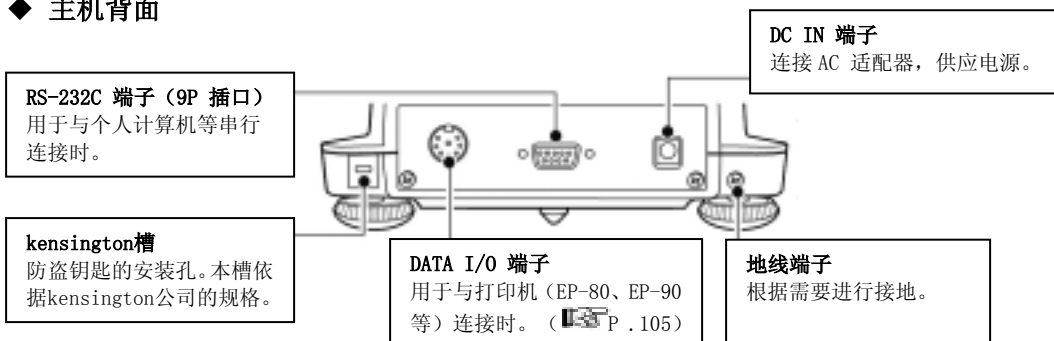 ◆ 主机背面
DC IN 端子
连接 AC 适配器，供应电源。
RS-232C 端子（9P 插口）
用于与个人计算机等串行
连接时。
kensington槽
防盗钥匙的安装孔。本槽依
据kensington公司的规格。
DATA I/O 端子
用于与打印机（EP-80、EP-90
等）连接时。（☞P .105）
地线端子
根据需要进行接地。